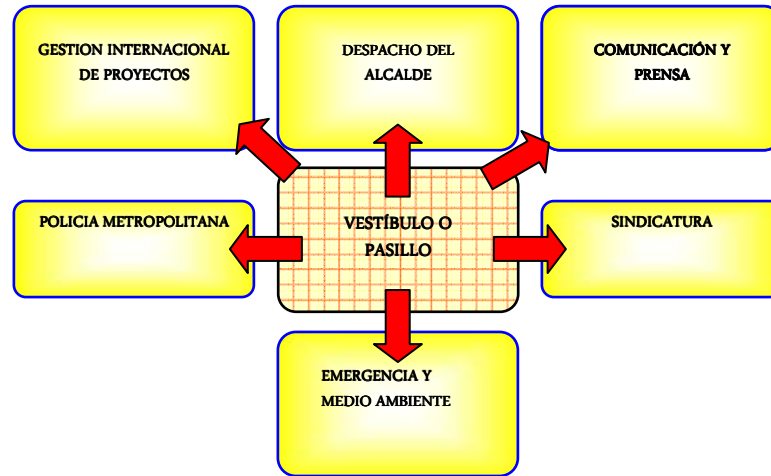 GESTION INTERNACIONAL
DE PROYECTOS
DESPACHO DEL
ALCALDE
COMUNICACIÓN Y
PRENSA
POLICIA METROPOLITANA
VESTÍBULO O
PASILLO
SINDICATURA
EMERGENCIA Y
MEDIO AMBIENTE